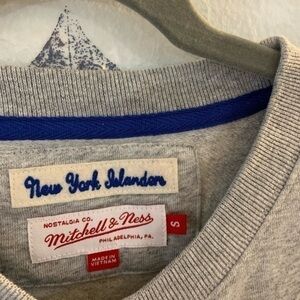 New York Islanders
NOSTALGIA CO.
Mitchell & Ness
PHILADELPHIA, PA.
S
MADE IN
VIETNAM